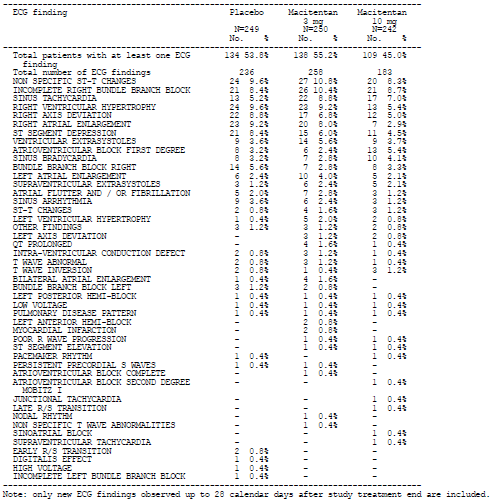 ECG finding Placebo Macitentan Macitentan
3 mg 10 mg
N=249 N=250 N=242
No. % No. % No. %
Total patients with at least one ECG 134 53.8% 138 55.2% 109 45.0%
finding
Total number of ECG findings 236 258 183
NON SPECIFIC ST-T CHANGES 24 9.6% 27 10.8% 20 8.3%
INCOMPLETE RIGHT BUNDLE BRANCH BLOCK 21 8.4% 26 10.4% 21 8.7%
SINUS TACHYCARDIA 13 5.2% 22 8.8% 17 7.0%
RIGHT VENTRICULAR HYPERTROPHY 24 9.6% 23 9.2% 13 5.4%
RIGHT AXIS DEVIATION 22 8.8% 17 6.8% 12 5.0%
RIGHT ATRIAL ENLARGEMENT 23 9.2% 20 8.0% 7 2.9%
ST SEGMENT DEPRESSION 21 8.4% 15 6.0% 11 4.5%
VENTRICULAR EXTRASYSTOLES 9 3.6% 14 5.6% 9 3.7%
ATRIOVENTRICULAR BLOCK FIRST DEGREE 8 3.2% 6 2.4% 13 5.4%
SINUS BRADYCARDIA 8 3.2% 7 2.8% 10 4.1%
BUNDLE BRANCH BLOCK RIGHT 14 5.6% 7 2.8% 8 3.3%
LEFT ATRIAL ENLARGEMENT 6 2.4% 10 4.0% 5 2.1%
SUPRAVENTRICULAR EXTRASYSTOLES 3 1.2% 6 2.4% 5 2.1%
ATRIAL FLUTTER AND / OR FIBRILLATION 5 2.0% 7 2.8% 3 1.2%
SINUS ARRHYTHMIA 9 3.6% 6 2.4% 3 1.2%
ST-T CHANGES 2 0.8% 4 1.6% 3 1.2%
LEFT VENTRICULAR HYPERTROPHY 1 0.4% 5 2.0% 2 0.8%
OTHER FINDINGS 3 1.2% 3 1.2% 2 0.8%
LEFT AXIS DEVIATION - 3 1.2% 2 0.8%
QT PROLONGED - 4 1.6% 1 0.4%
INTRA-VENTRICULAR CONDUCTION DEFECT 2 0.8% 3 1.2% 1 0.4%
T WAVE ABNORMAL 2 0.8% 3 1.2% 1 0.4%
T WAVE INVERSION 2 0.8% 1 0.4% 3 1.2%
BILATERAL ATRIAL ENLARGEMENT 1 0.4% 4 1.6% -
BUNDLE BRANCH BLOCK LEFT 3 1.2% 2 0.8% -
LEFT POSTERIOR HEMI-BLOCK 1 0.4% 1 0.4% 1 0.4%
LOW VOLTAGE 1 0.4% 1 0.4% 1 0.4%
PULMONARY DISEASE PATTERN 1 0.4% 1 0.4% 1 0.4%
LEFT ANTERIOR HEMI-BLOCK - 2 0.8% -
MYOCARDIAL INFARCTION - 2 0.8% -
POOR R WAVE PROGRESSION - 1 0.4% 1 0.4%
ST SEGMENT ELEVATION - 1 0.4% 1 0.4%
PACEMAKER RHYTHM 1 0.4% - 1 0.4%
PERSISTENT PRECORDIAL S WAVES 1 0.4% 1 0.4% -
ATRIOVENTRICULAR BLOCK COMPLETE - 1 0.4% -
ATRIOVENTRICULAR BLOCK SECOND DEGREE - - 1 0.4%
MOBITZ I
JUNCTIONAL TACHYCARDIA - - 1 0.4%
LATE R/S TRANSITION - - 1 0.4%
NODAL RHYTHM - 1 0.4% -
NON SPECIFIC T WAVE ABNORMALITIES - 1 0.4% -
SINOATRIAL BLOCK - - 1 0.4%
SUPRAVENTRICULAR TACHYCARDIA - - 1 0.4%
EARLY R/S TRANSITION 2 0.8% - -
DIGITALIS EFFECT 1 0.4% - -
HIGH VOLTAGE 1 0.4% - -
INCOMPLETE LEFT BUNDLE BRANCH BLOCK 1 0.4% - -
Note: only new ECG findings observed up to 28 calendar days after study treatment end are included.